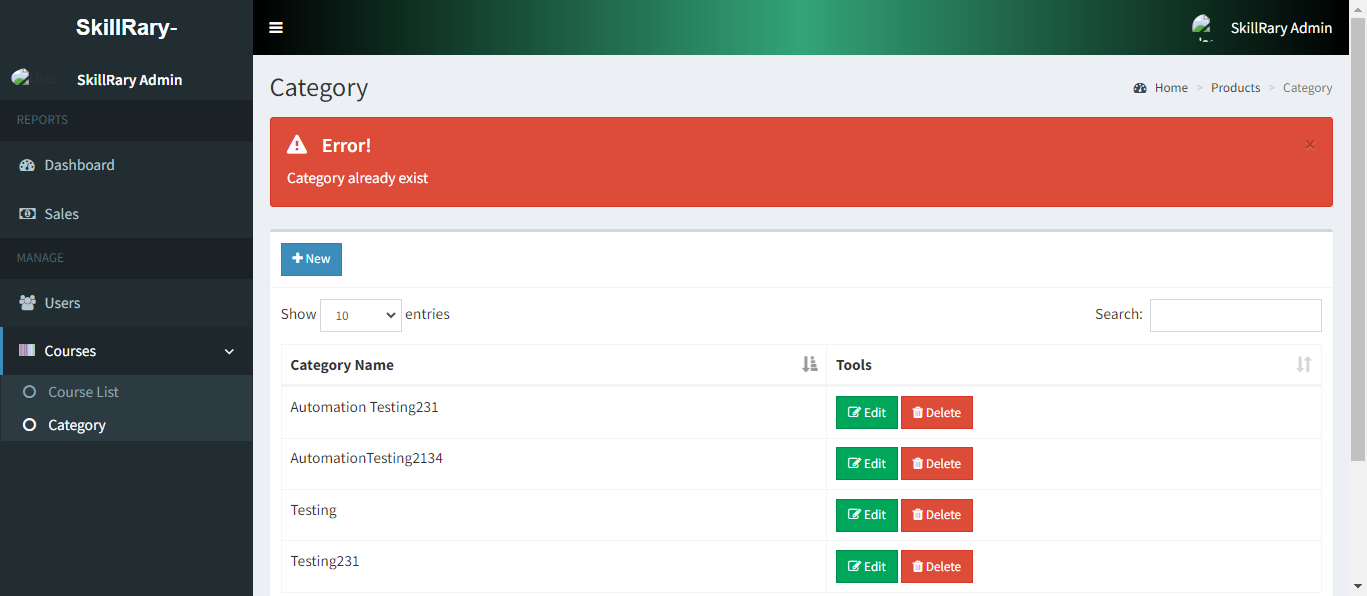 SkillRary-
SkillRary Admin
SkillRary Admin
REPORTS
Dashboard
Sales
MANAGE
Users
Courses
Course List
Category
Category
Home > Products > Category
Error!
×
Category already exist
New
Show 10 entries
Search:
Category Name Tools
Automation Testing231 Edit Delete
AutomationTesting2134 Edit Delete
Testing Edit Delete
Testing231 Edit Delete